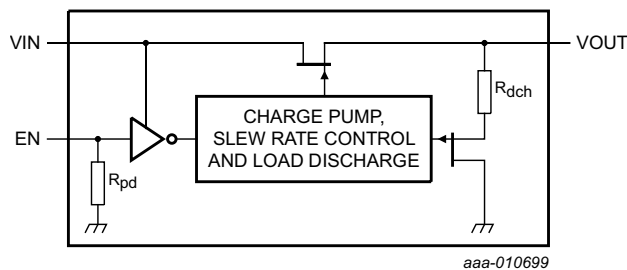 VIN
VOUT
Rdch
CHARGE PUMP,
SLEW RATE CONTROL
AND LOAD DISCHARGE
EN
Rpd
aaa-010699